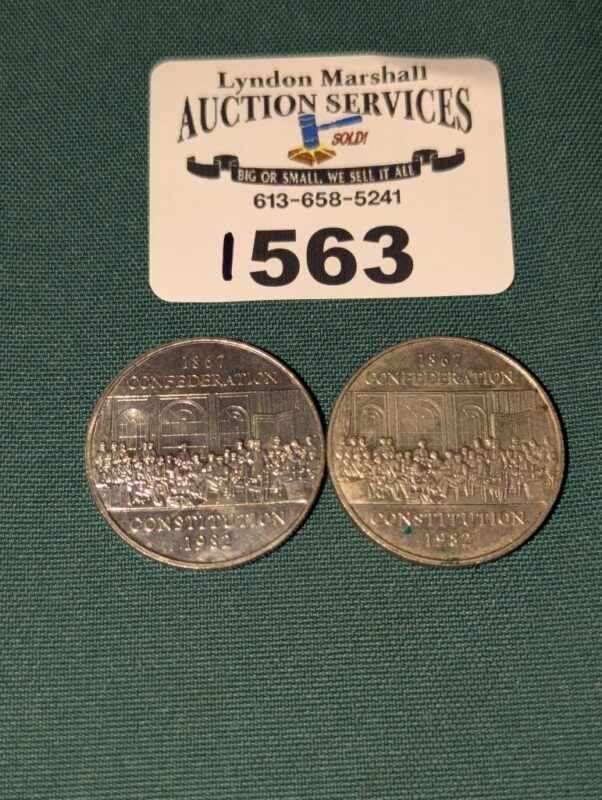 Lyndon Marshall
AUCTION SERVICES
SOLD!
BIG OR SMALL, WE SELL IT ALL
613-658-5241
1563
1867
CONFEDERATION
CONSTITUTION
1982
1867
CONFEDERATION
CONSTITUTION
1982